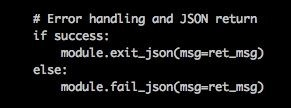 # Error handling and JSON return
if success:
    module.exit_json(msg=ret_msg)
else:
    module.fail_json(msg=ret_msg)